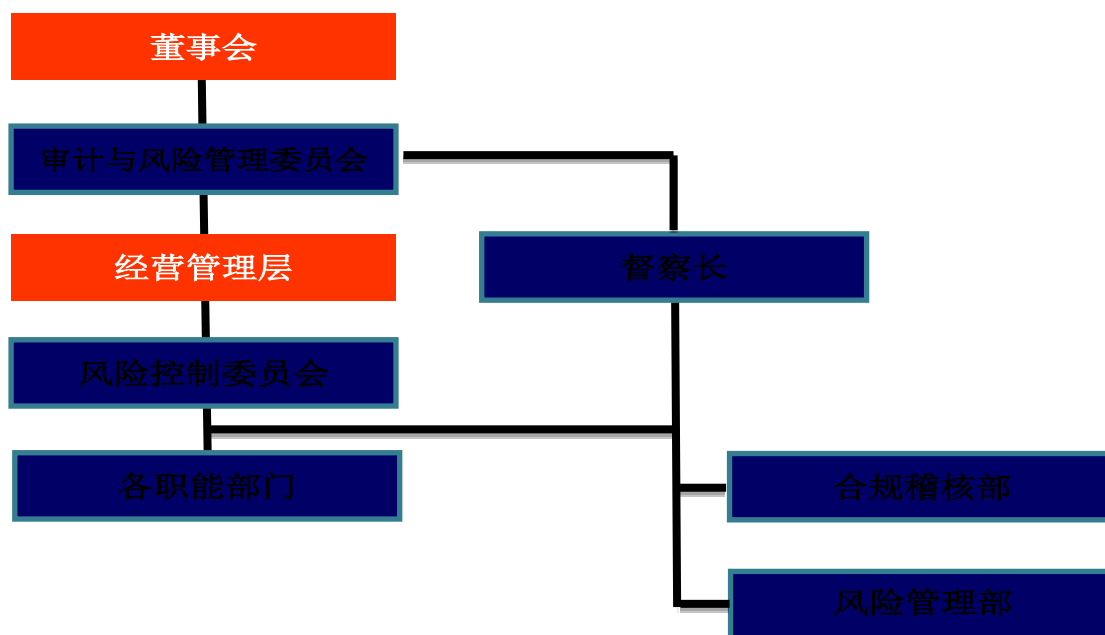 董事会
审计与风险管理委员会
经营管理层
督察长
风险控制委员会
各职能部门
合规稽核部
风险管理部